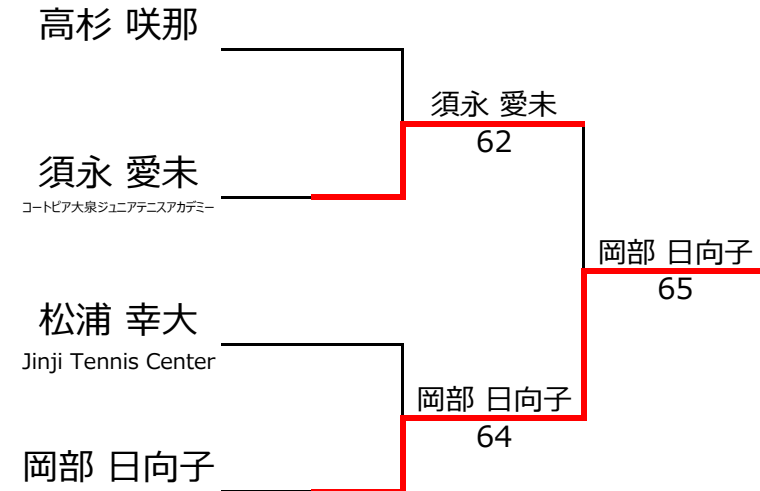 高杉 咲那
須永 愛未
62
須永 愛未
コートピア大泉ジュニアテニスアカデミー
岡部 日向子
65
松浦 幸大
Jinji Tennis Center
岡部 日向子
64
岡部 日向子